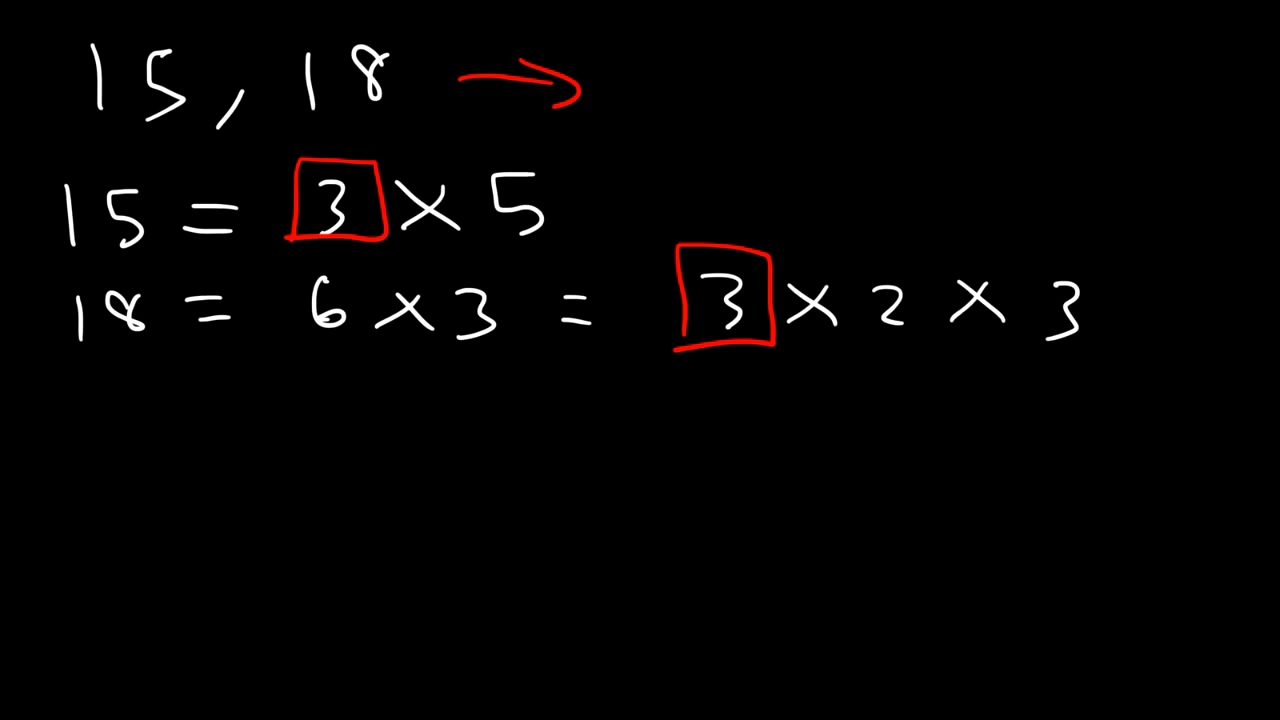 15, 18 →
15 = 3 × 5
18 = 6 × 3 = 3 × 2 × 3